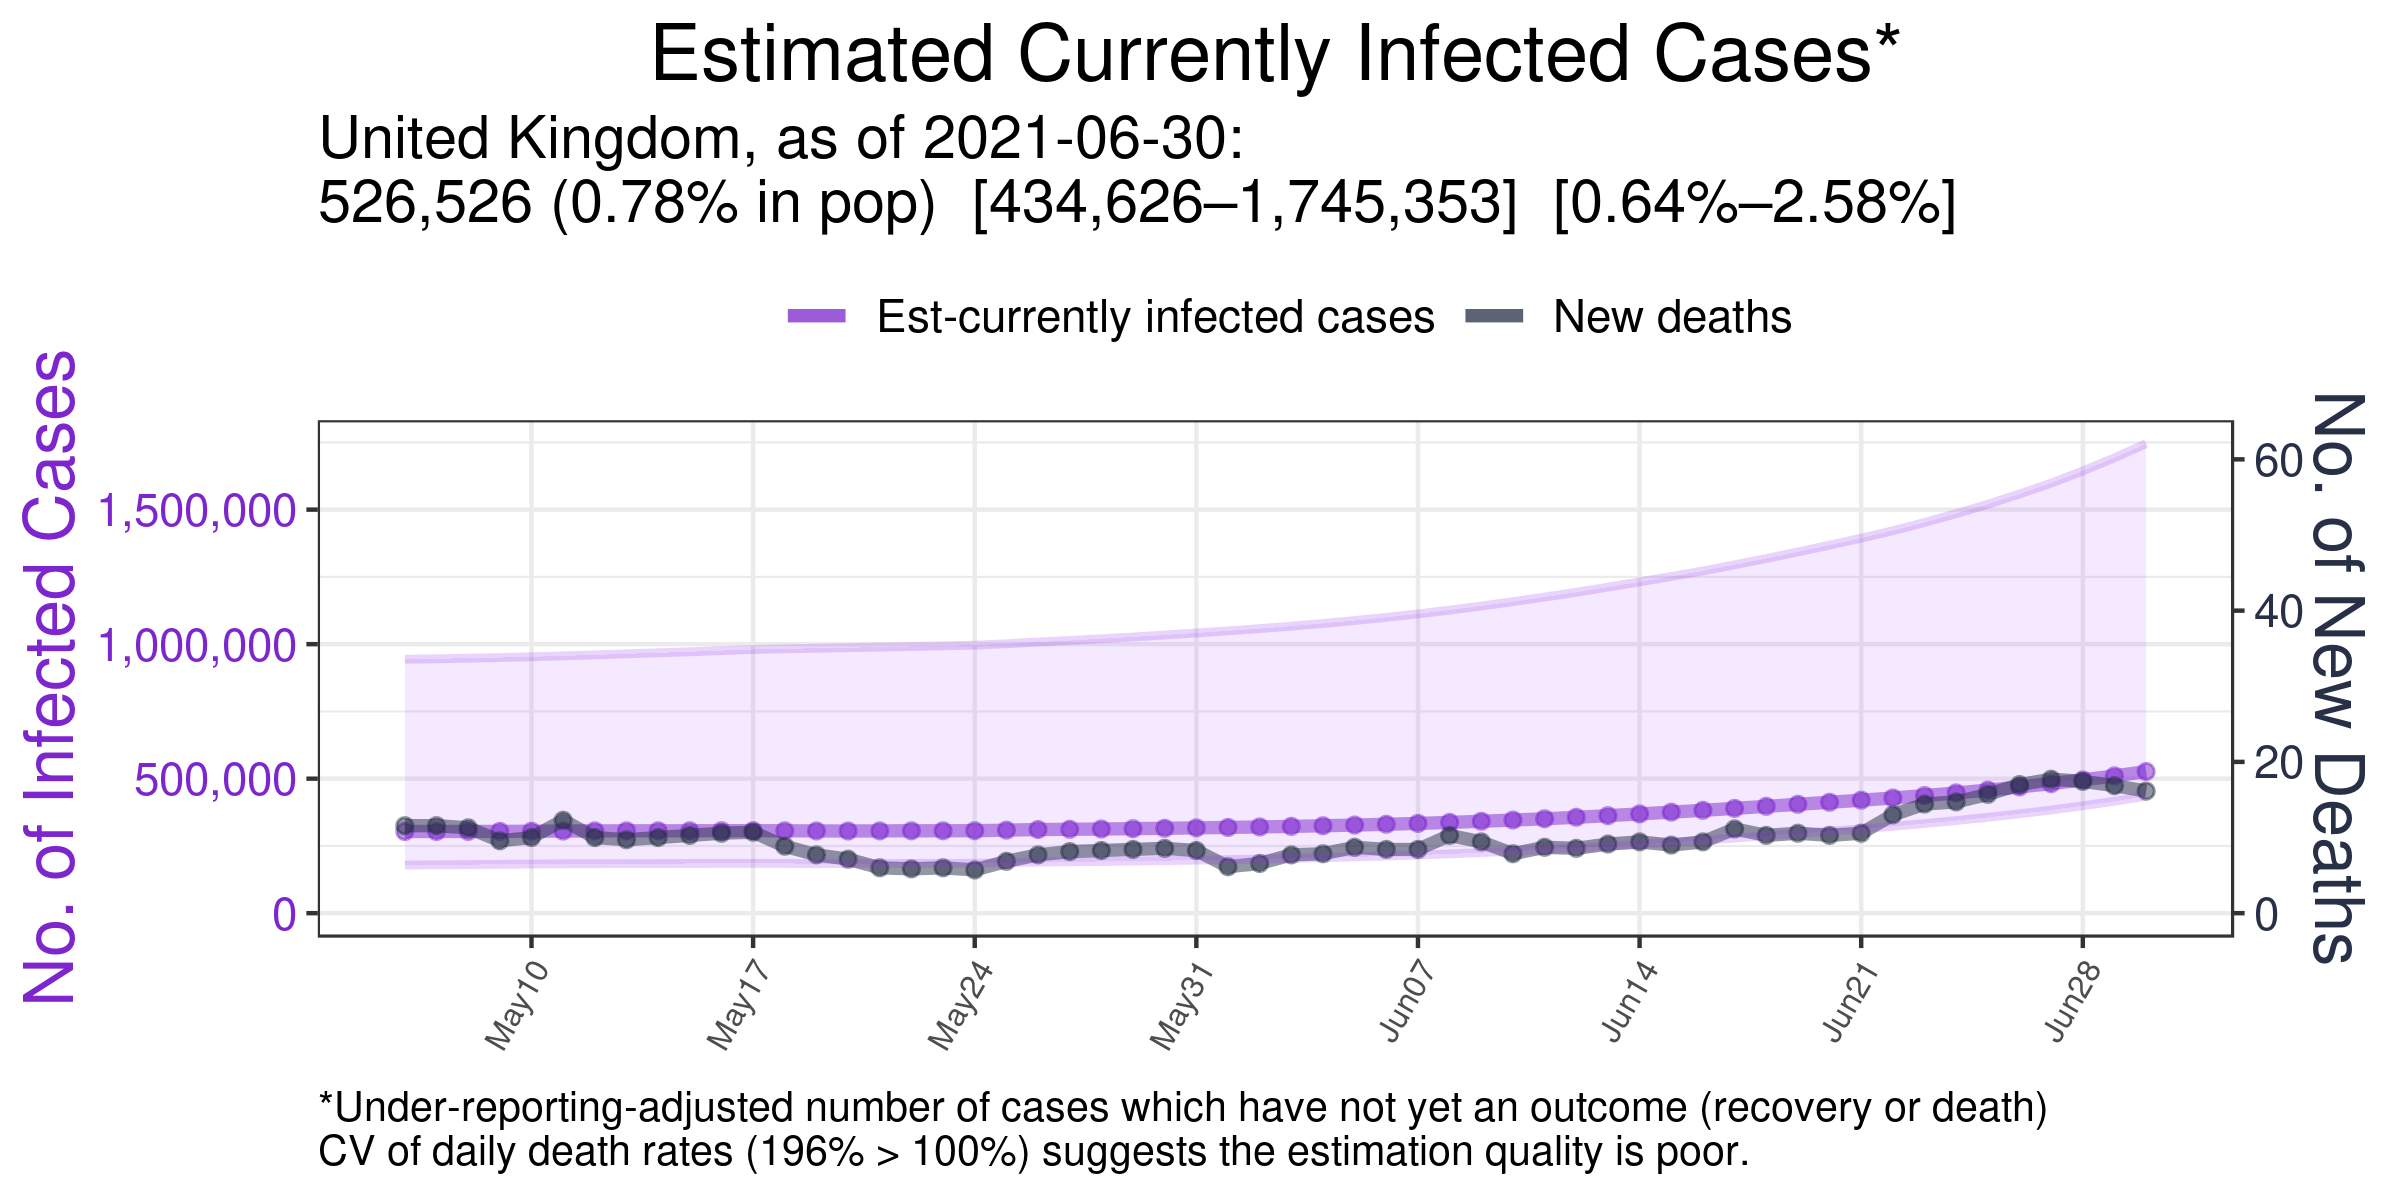 Estimated Currently Infected Cases*
United Kingdom, as of 2021-06-30:
526,526 (0.78% in pop)  [434,626–1,745,353]  [0.64%–2.58%]
Est-currently infected cases
New deaths
No. of Infected Cases
1,500,000
1,000,000
500,000
0
60
40
20
0
No. of New Deaths
May10
May17
May24
May31
Jun07
Jun14
Jun21
Jun28
*Under-reporting-adjusted number of cases which have not yet an outcome (recovery or death)
CV of daily death rates (196% > 100%) suggests the estimation quality is poor.